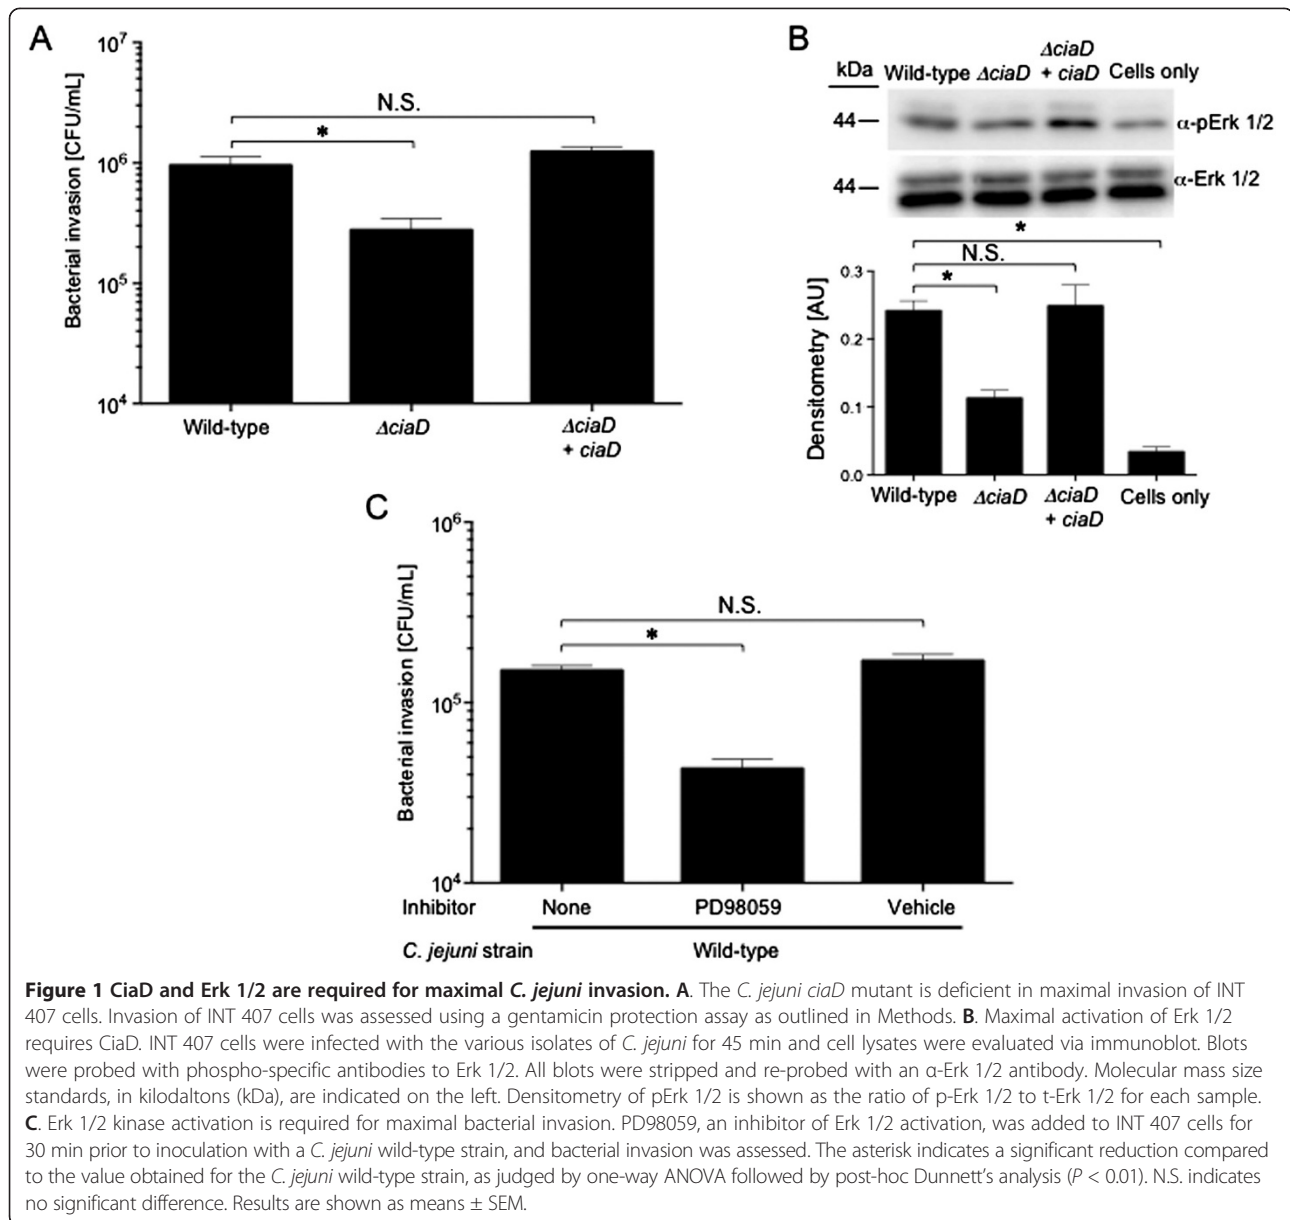 A
10⁷
10⁶
10⁵
10⁴
Bacterial invasion [CFU/mL]
N.S.
*
Wild-type
ΔciaD
ΔciaD
+ ciaD
B
kDa
Wild-type
ΔciaD
ΔciaD
+ ciaD
Cells only
44
α-pErk 1/2
44
α-Erk 1/2
*
N.S.
*
0.3
0.2
0.1
0.0
Densitometry [AU]
Wild-type
ΔciaD
ΔciaD
+ ciaD
Cells only
C
10⁶
10⁵
10⁴
Bacterial invasion [CFU/mL]
N.S.
*
Inhibitor None PD98059 Vehicle
C. jejuni strain Wild-type
Figure 1 CiaD and Erk 1/2 are required for maximal C. jejuni invasion. A. The C. jejuni ciaD mutant is deficient in maximal invasion of INT
407 cells. Invasion of INT 407 cells was assessed using a gentamicin protection assay as outlined in Methods. B. Maximal activation of Erk 1/2
requires CiaD. INT 407 cells were infected with the various isolates of C. jejuni for 45 min and cell lysates were evaluated via immunoblot. Blots
were probed with phospho-specific antibodies to Erk 1/2. All blots were stripped and re-probed with an α-Erk 1/2 antibody. Molecular mass size
standards, in kilodaltons (kDa), are indicated on the left. Densitometry of pErk 1/2 is shown as the ratio of p-Erk 1/2 to t-Erk 1/2 for each sample.
C. Erk 1/2 kinase activation is required for maximal bacterial invasion. PD98059, an inhibitor of Erk 1/2 activation, was added to INT 407 cells for
30 min prior to inoculation with a C. jejuni wild-type strain, and bacterial invasion was assessed. The asterisk indicates a significant reduction compared
to the value obtained for the C. jejuni wild-type strain, as judged by one-way ANOVA followed by post-hoc Dunnett's analysis (P < 0.01). N.S. indicates
no significant difference. Results are shown as means ± SEM.